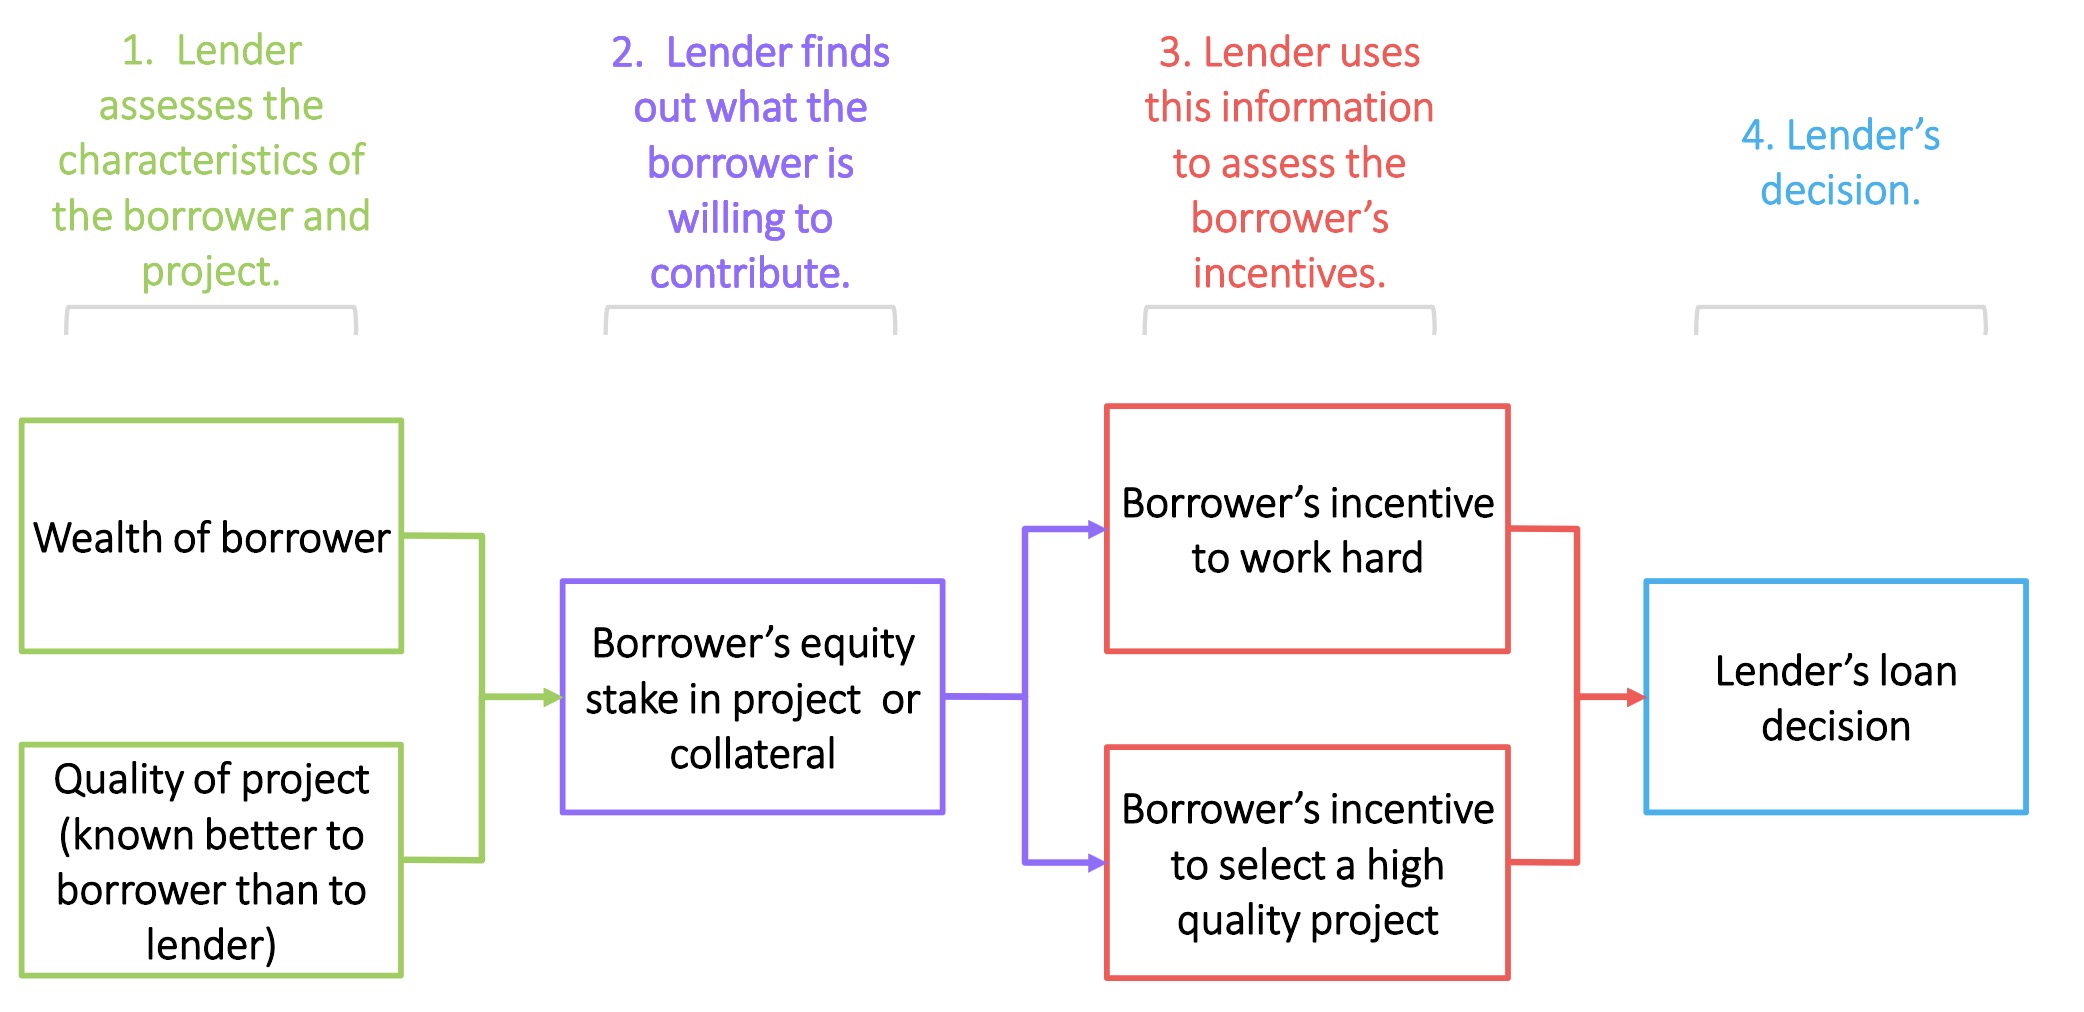 1. Lender
assesses the
characteristics of
the borrower and
project.
2. Lender finds
out what the
borrower is
willing to
contribute.
3. Lender uses
this information
to assess the
borrower’s
incentives.
4. Lender’s
decision.
Wealth of borrower
Quality of project
(known better to
borrower than to
lender)
Borrower’s equity
stake in project or
collateral
Borrower’s incentive
to work hard
Borrower’s incentive
to select a high
quality project
Lender’s loan
decision